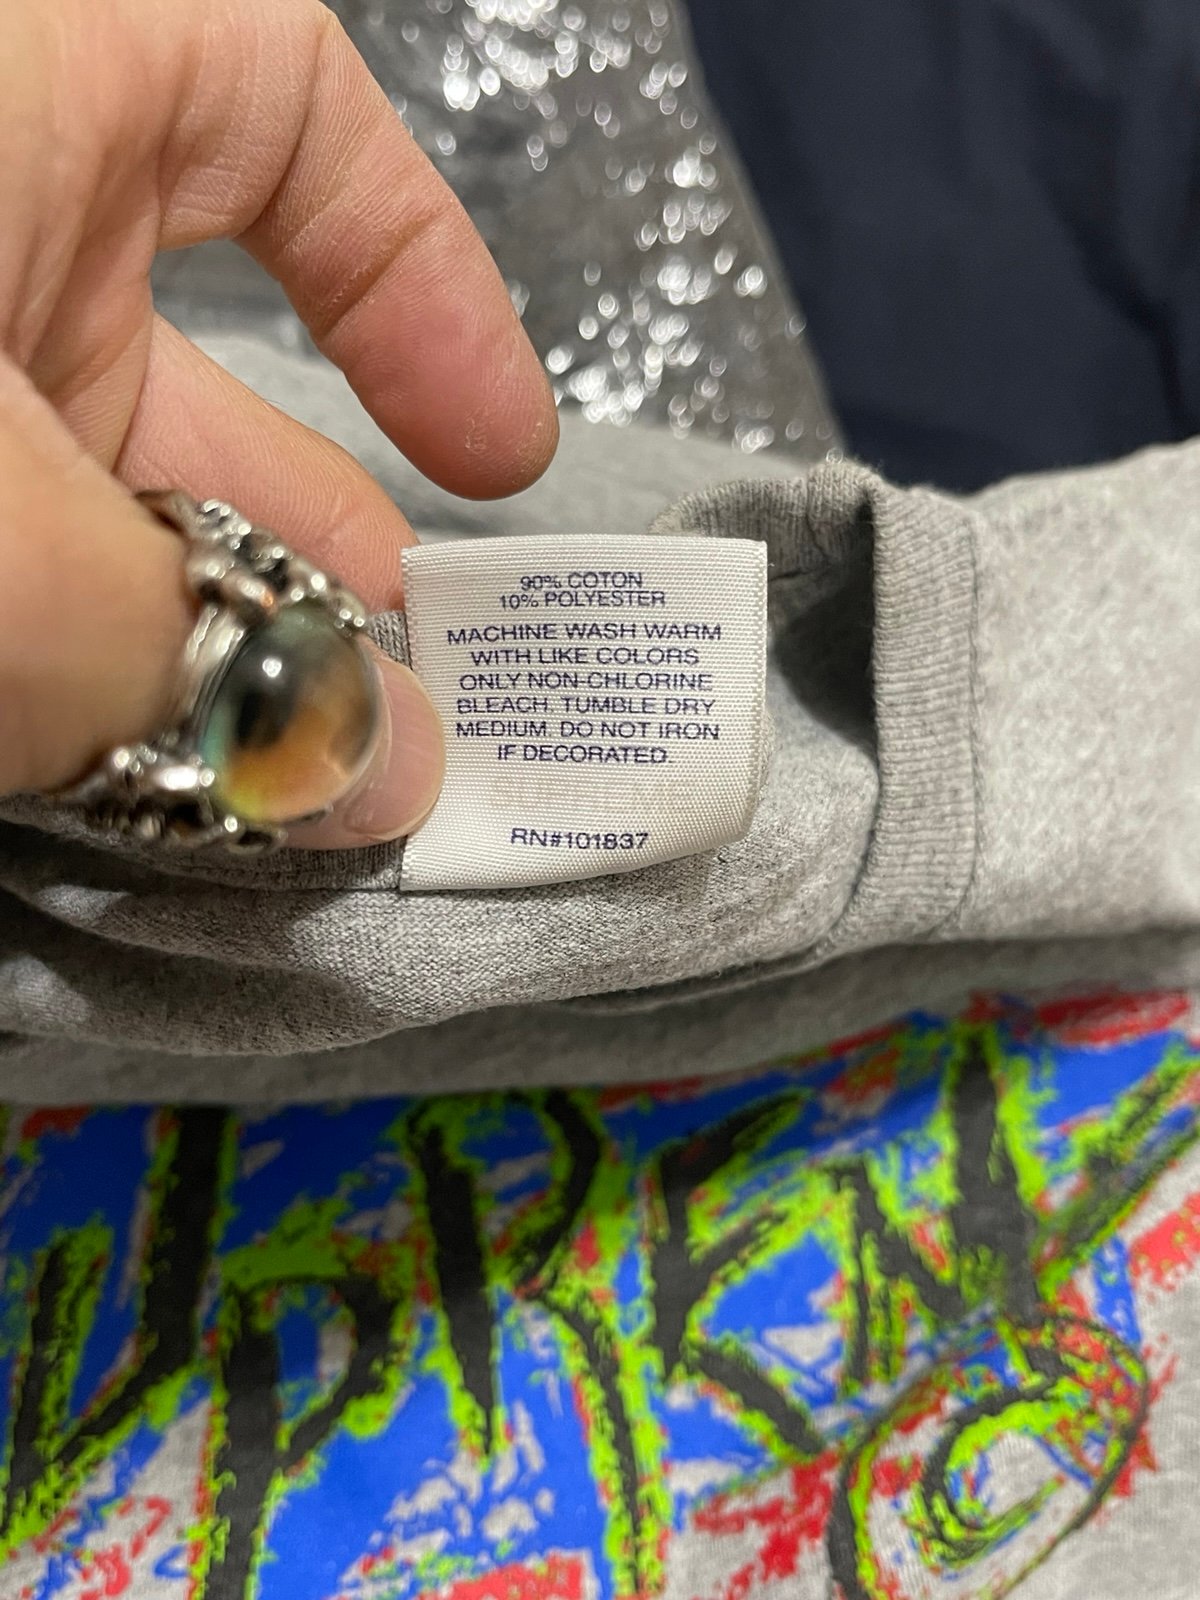 90% COTON
10% POLYESTER
MACHINE WASH WARM
WITH LIKE COLORS
ONLY NON-CHLORINE
BLEACH TUMBLE DRY
MEDIUM DO NOT IRON
IF DECORATED.
RN#101837